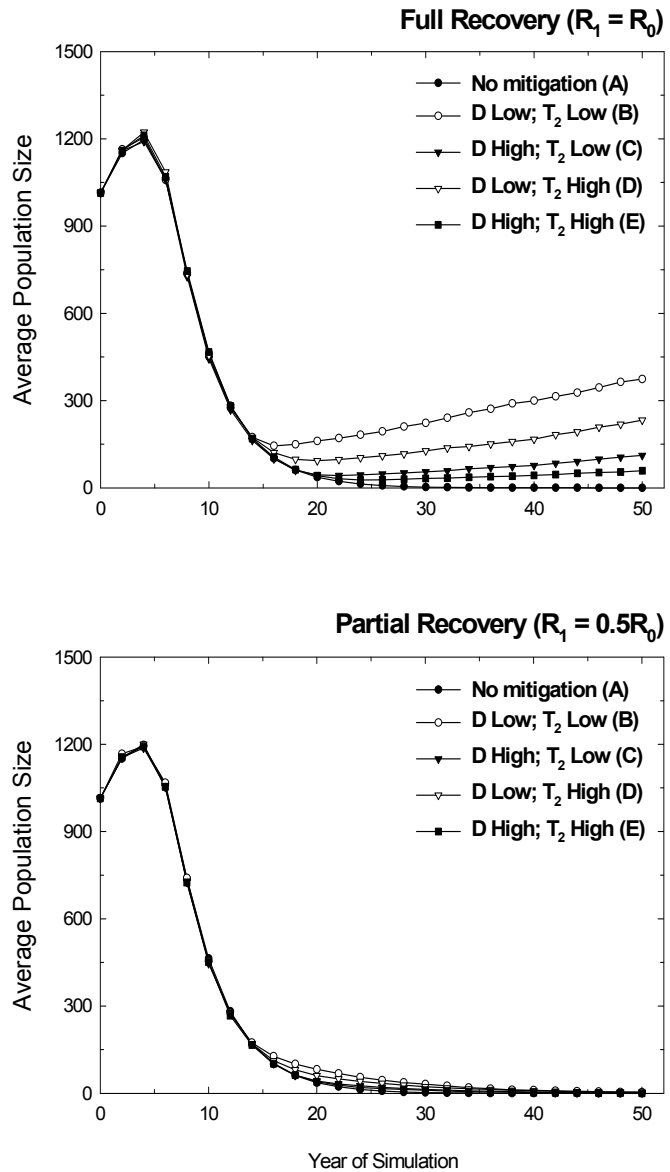 Full Recovery (R1 = R0)
1500
1200
900
600
300
0
Average Population Size
No mitigation (A)
D Low; T2 Low (B)
D High; T2 Low (C)
D Low; T2 High (D)
D High; T2 High (E)
0 10 20 30 40 50
Partial Recovery (R1 = 0.5R0)
1500
1200
900
600
300
0
Average Population Size
No mitigation (A)
D Low; T2 Low (B)
D High; T2 Low (C)
D Low; T2 High (D)
D High; T2 High (E)
0 10 20 30 40 50
Year of Simulation